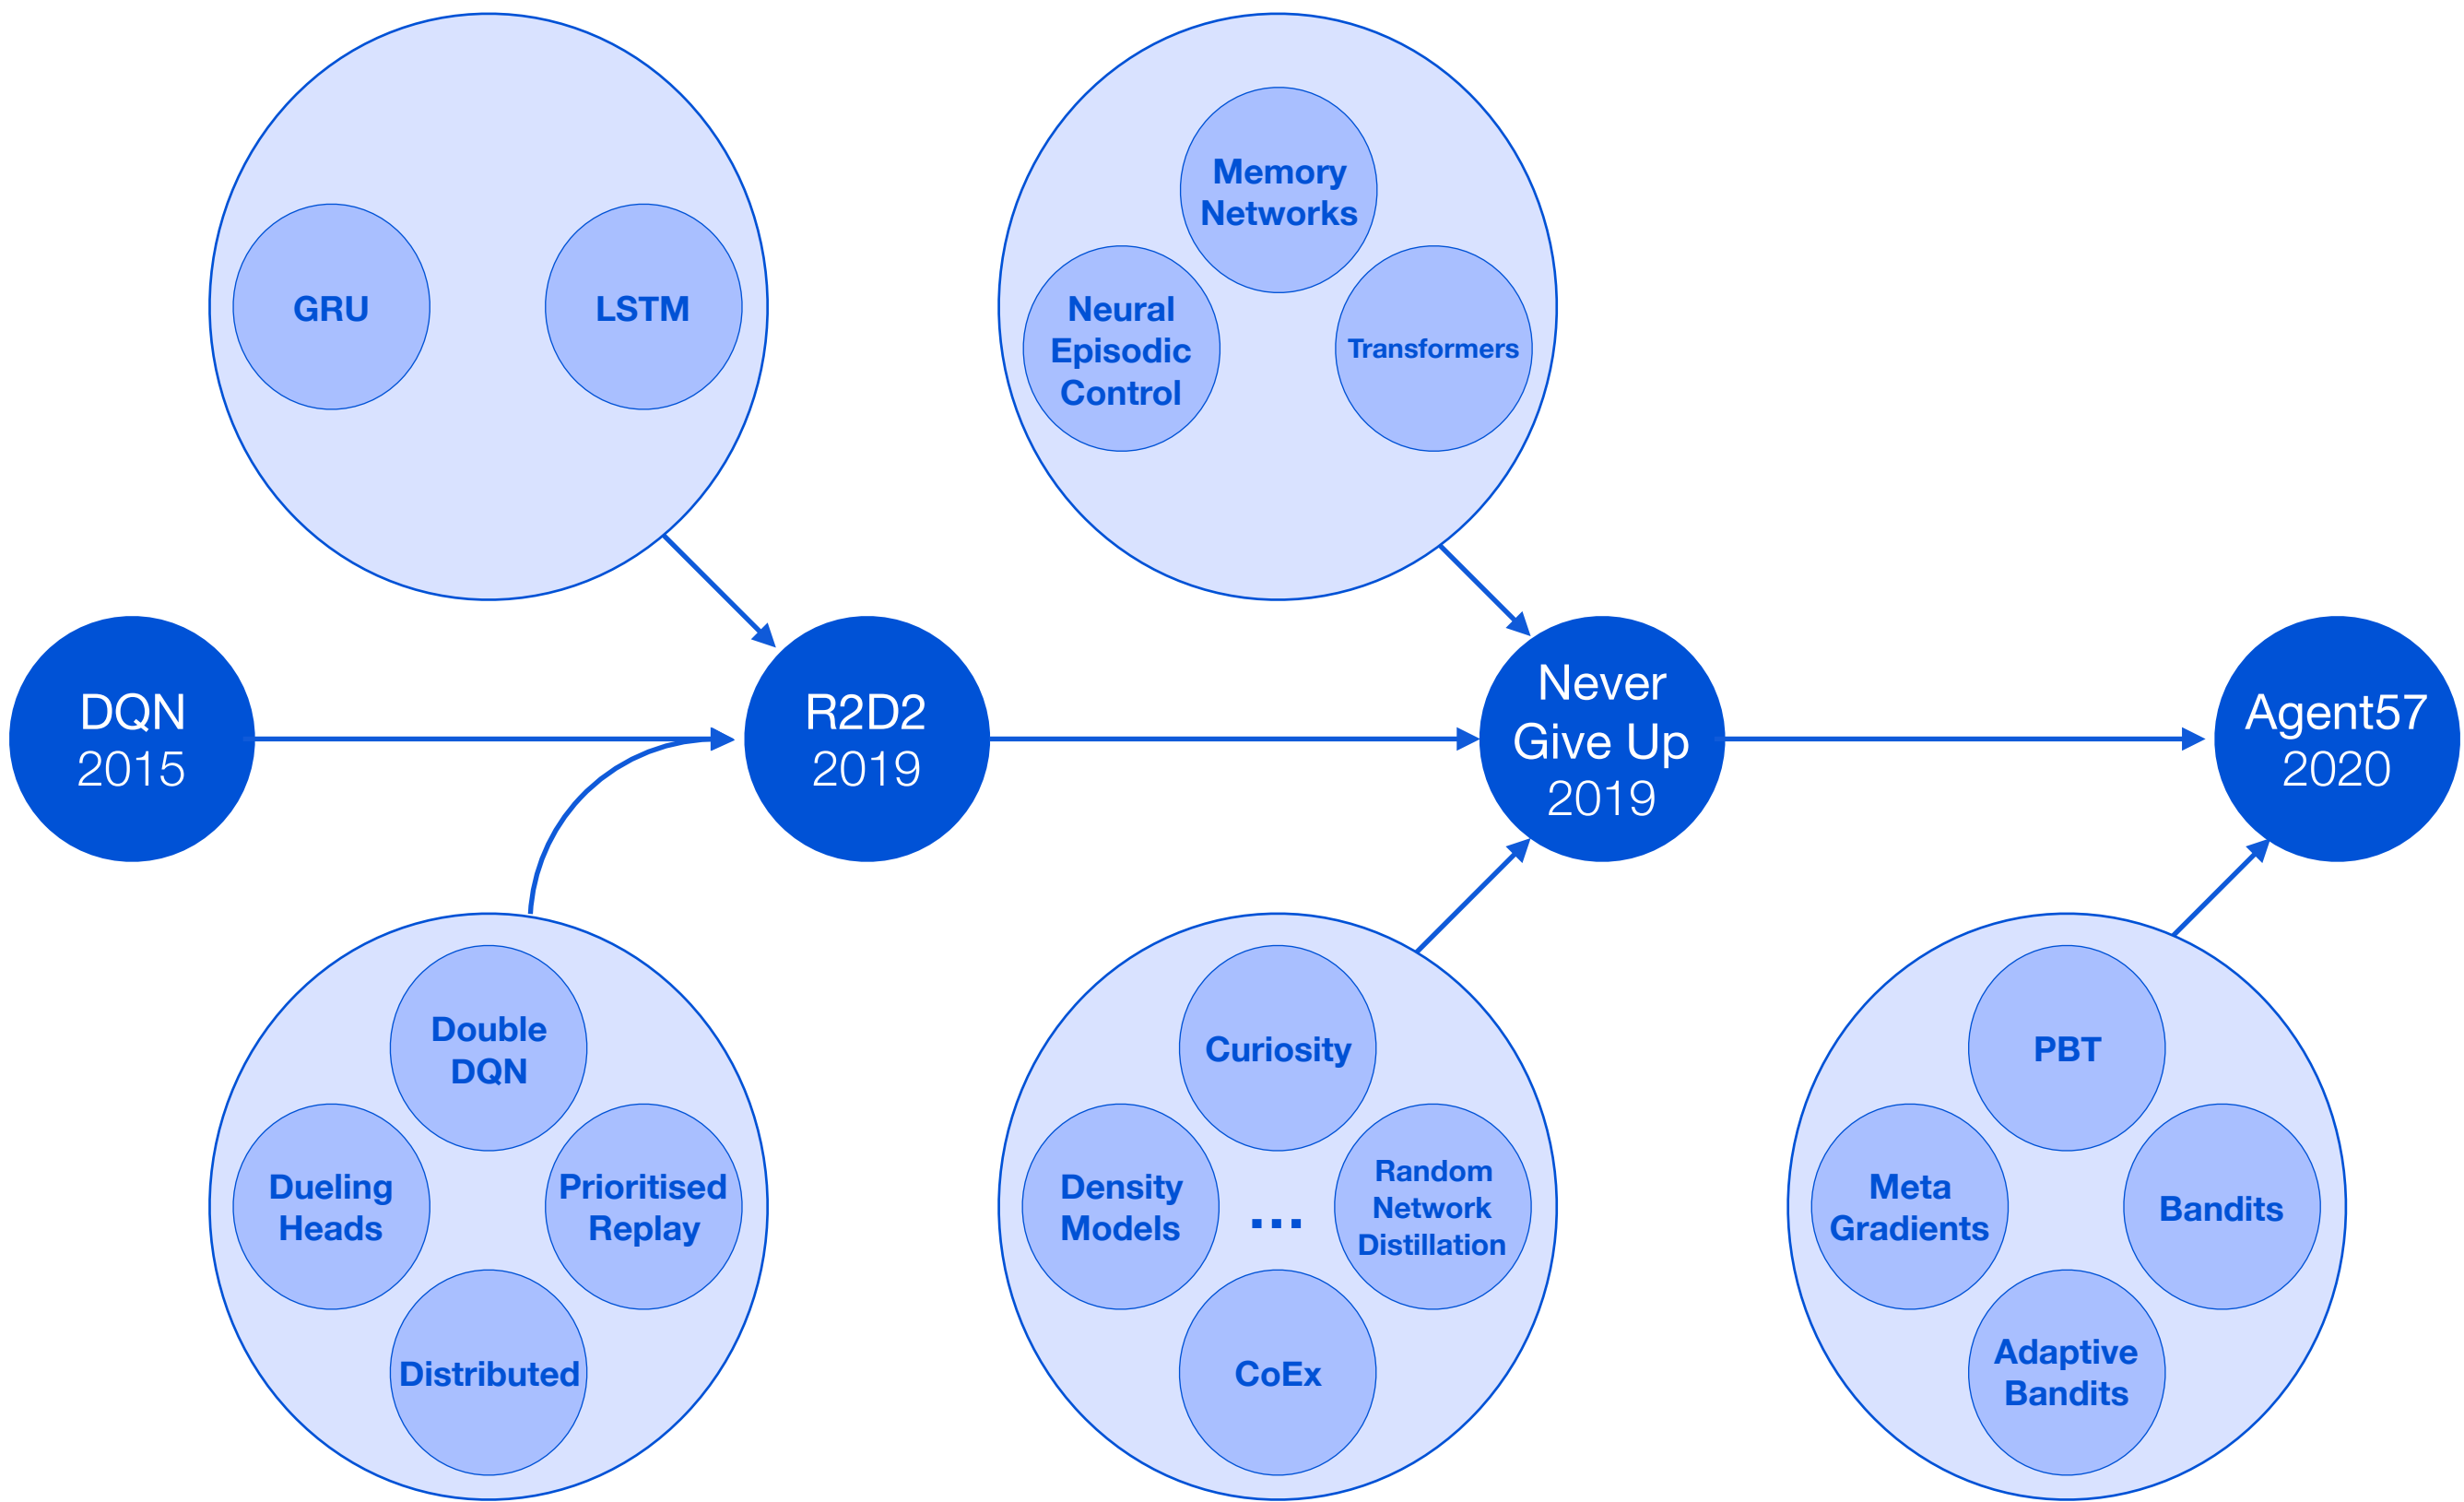 GRU
LSTM
Memory
Networks
Neural
Episodic
Control
Transformers
DQN
2015
R2D2
2019
Never
Give Up
2019
Agent57
2020
Double
DQN
Dueling
Heads
Prioritised
Replay
Distributed
Curiosity
Density
Models
...
Random
Network
Distillation
CoEx
PBT
Meta
Gradients
Bandits
Adaptive
Bandits